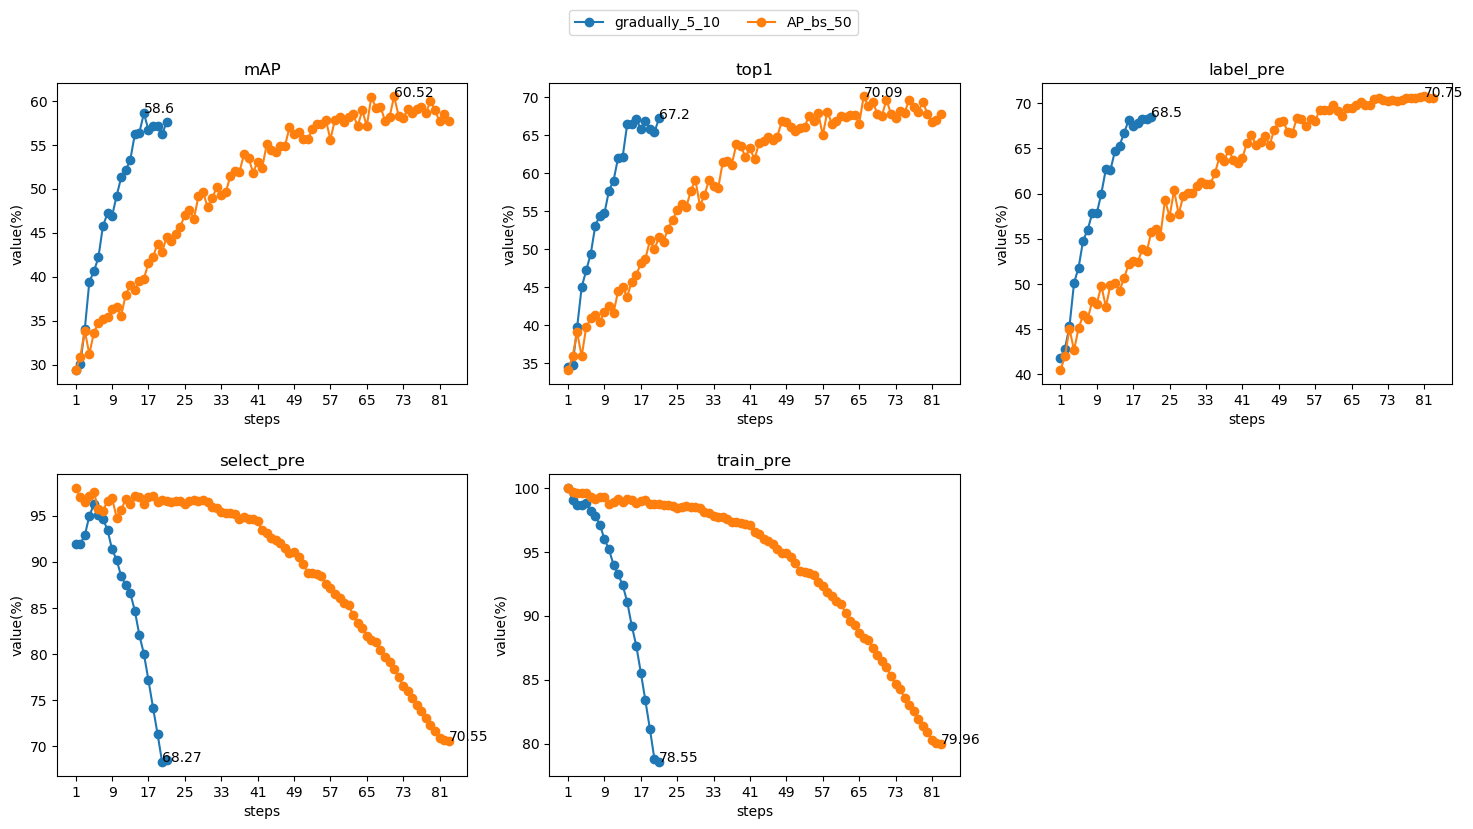 gradually_5_10 AP_bs_50
mAP
top1
label_pre
60
55
50
45
40
35
30
value(%)
58.6
60.52
1 9 17 25 33 41 49 57 65 73 81
steps
70
65
60
55
50
45
40
35
value(%)
67.2
70.09
1 9 17 25 33 41 49 57 65 73 81
steps
70
65
60
55
50
45
40
value(%)
68.5
70.75
1 9 17 25 33 41 49 57 65 73 81
steps
select_pre
train_pre
95
90
85
80
75
70
value(%)
68.27
70.55
1 9 17 25 33 41 49 57 65 73 81
steps
100
95
90
85
80
value(%)
78.55
79.96
1 9 17 25 33 41 49 57 65 73 81
steps